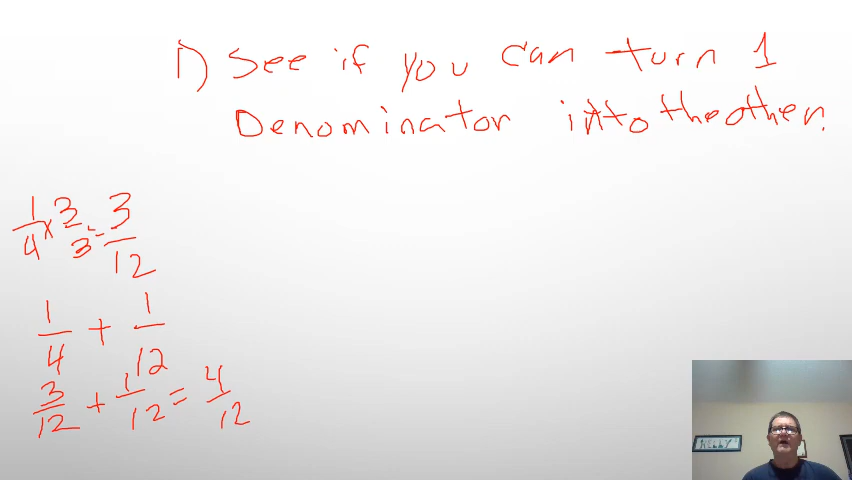 1) See if you can turn 1
Denominator into the other.
1/4 x 3/3 = 3/12
1/4 + 1/12
3/12 + 1/12 = 4/12
KELLY